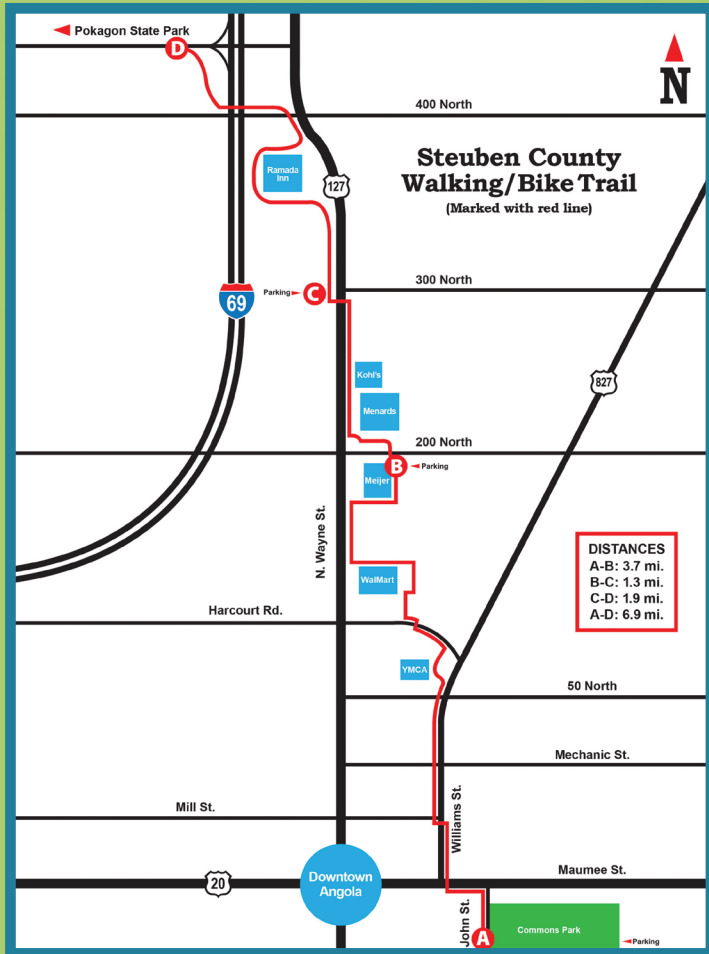 Pokagon State Park
D
N
400 North
Steuben County
Walking/Bike Trail
(Marked with red line)
Ramada
Inn
127
Parking
C
69
300 North
Kohl's
827
Menards
200 North
B
Parking
Meijer
N. Wayne St.
DISTANCES
A-B: 3.7 mi.
B-C: 1.3 mi.
C-D: 1.9 mi.
A-D: 6.9 mi.
WalMart
Harcourt Rd.
YMCA
50 North
Mechanic St.
Mill St.
Williams St.
Maumee St.
20
Downtown
Angola
John St.
A
Commons Park
Parking